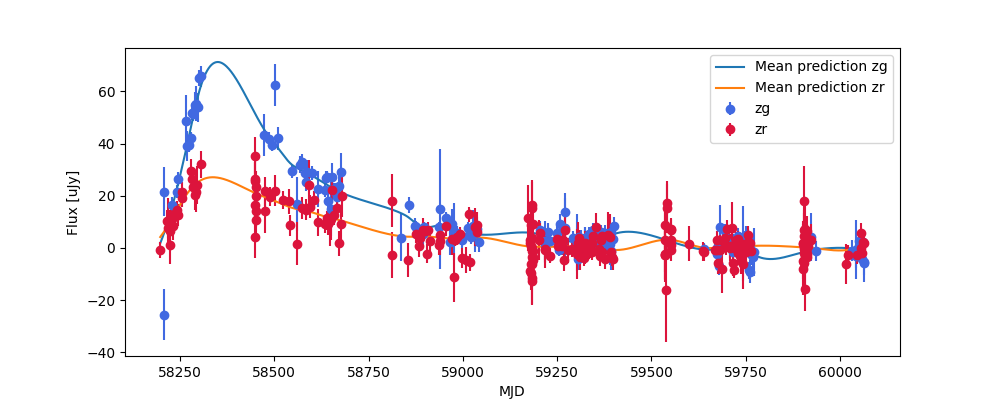 Mean prediction zg
Mean prediction zr
zg
zr
60
40
20
0
−20
−40
Flux [uJy]
58250
58500
58750
59000
59250
59500
59750
60000
MJD